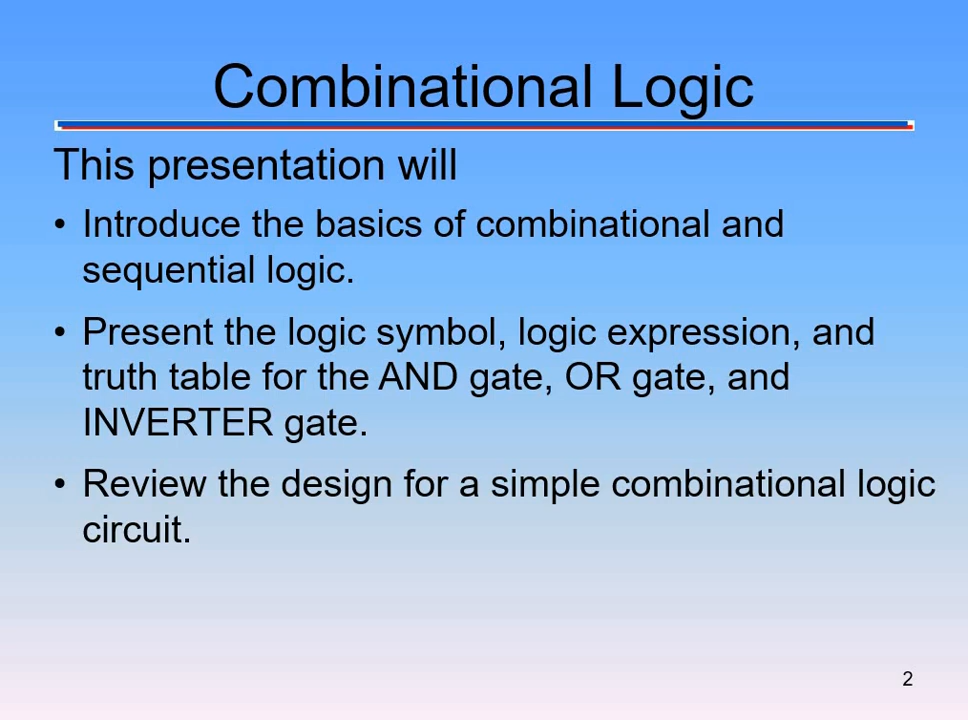 Combinational Logic
This presentation will
• Introduce the basics of combinational and
sequential logic.
• Present the logic symbol, logic expression, and
truth table for the AND gate, OR gate, and
INVERTER gate.
• Review the design for a simple combinational logic
circuit.
2